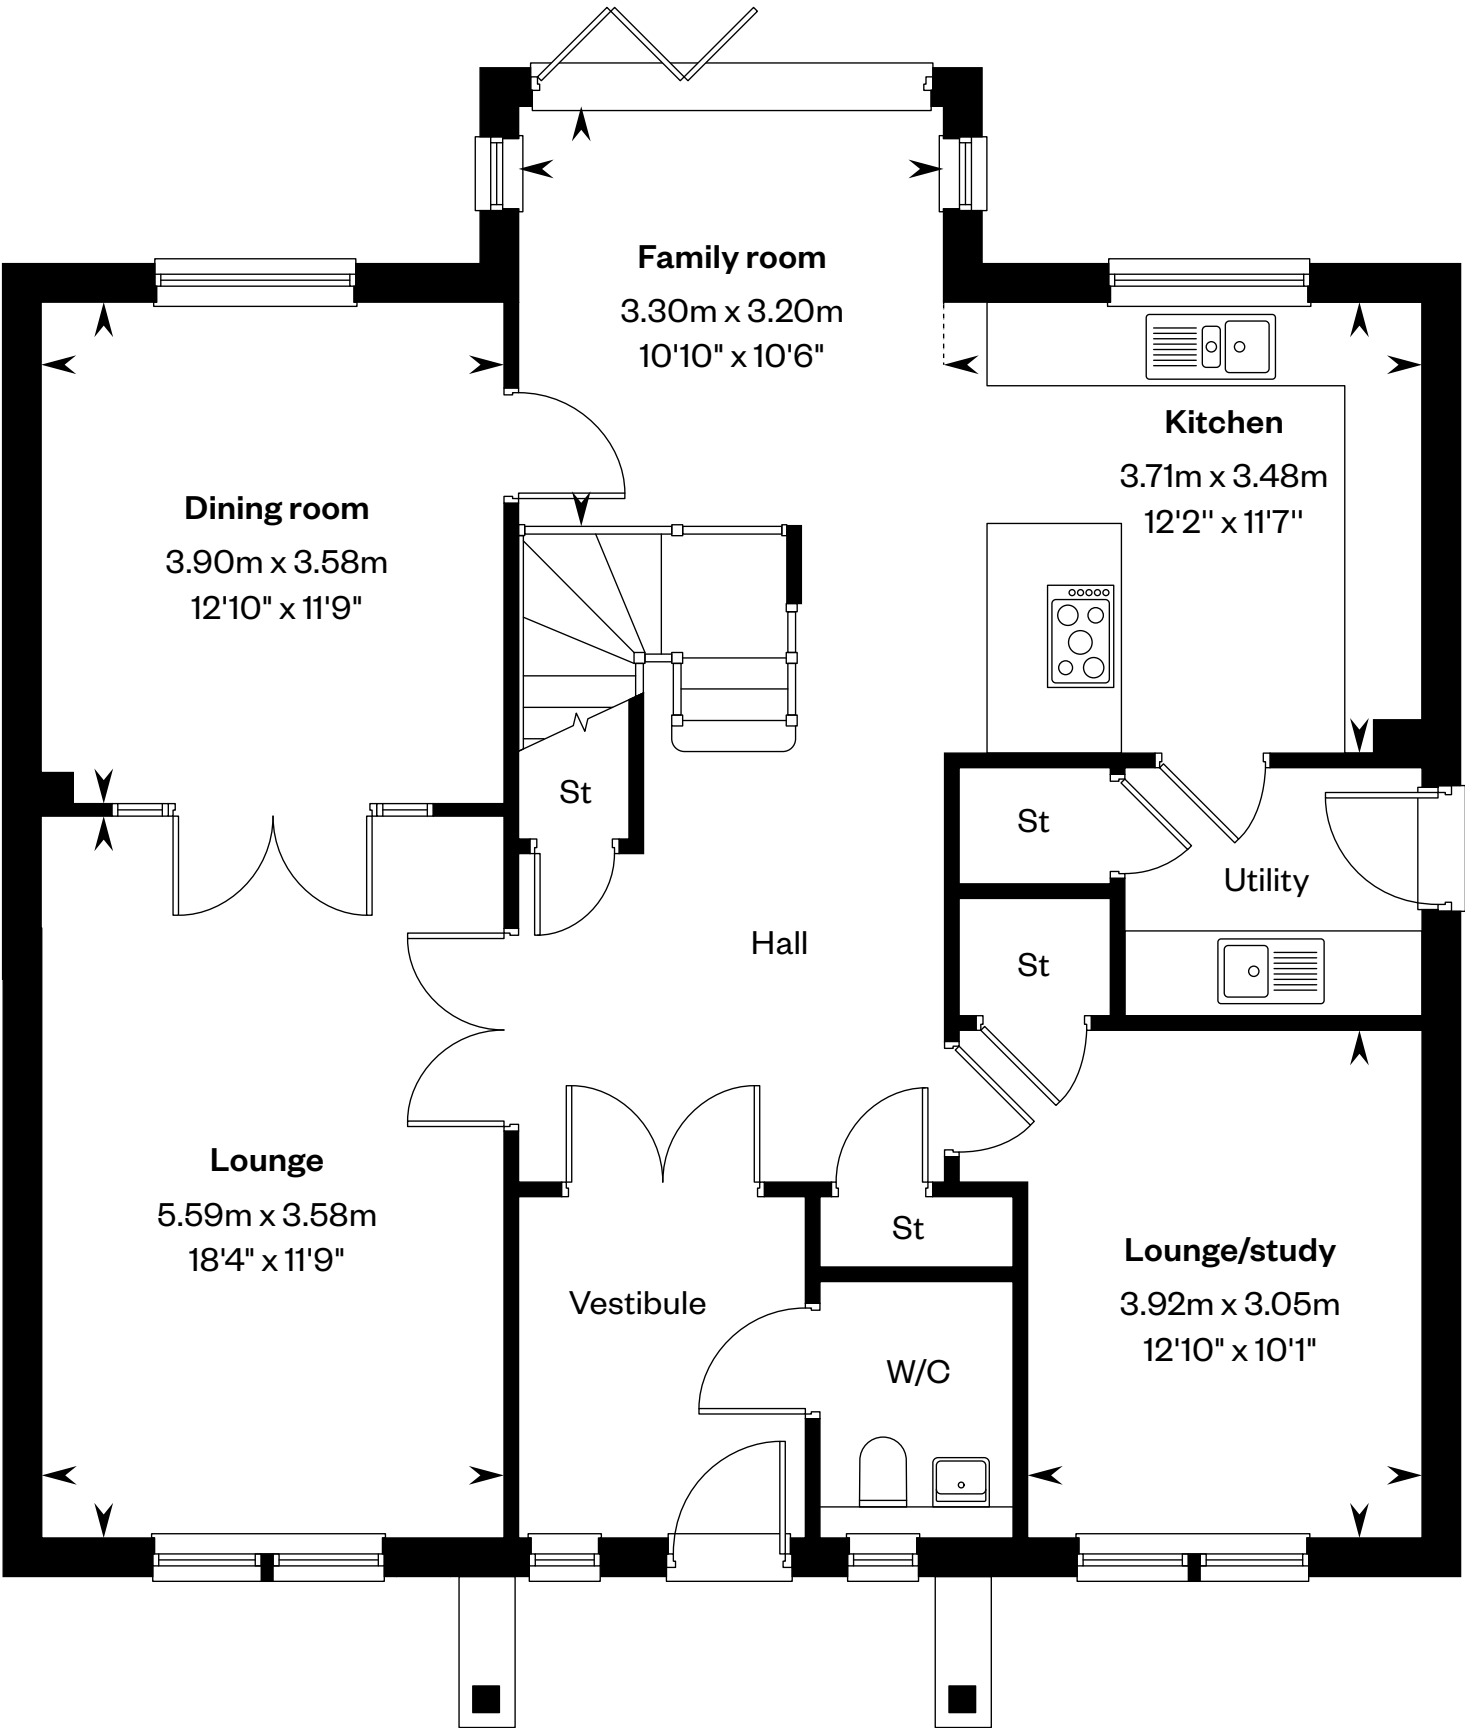 Family room
3.30m x 3.20m
10'10" x 10'6"
Kitchen
3.71m x 3.48m
12'2" x 11'7"
Dining room
3.90m x 3.58m
12'10" x 11'9"
St
St
Utility
Hall
St
Lounge
5.59m x 3.58m
18'4" x 11'9"
St
Lounge/study
3.92m x 3.05m
12'10" x 10'1"
Vestibule
W/C